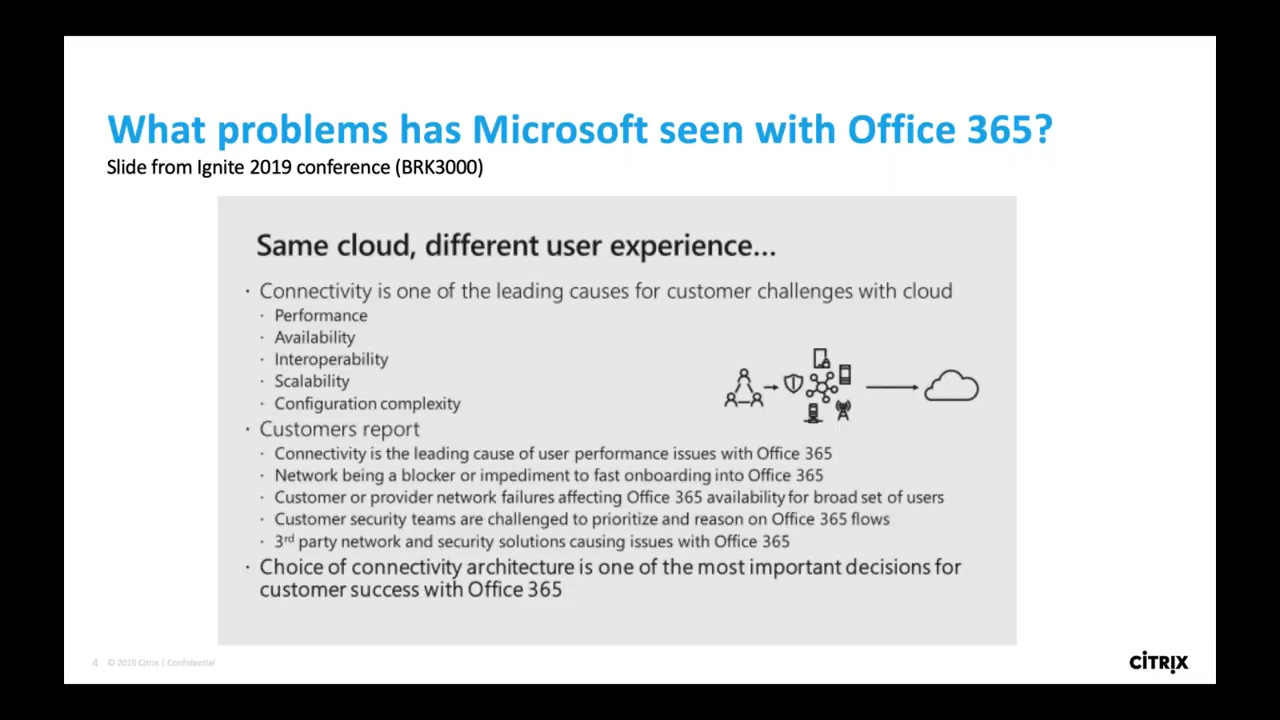 What problems has Microsoft seen with Office 365?
Slide from Ignite 2019 conference (BRK3000)
Same cloud, different user experience...
· Connectivity is one of the leading causes for customer challenges with cloud
· Performance
· Availability
· Interoperability
· Scalability
· Configuration complexity
· Customers report
· Connectivity is the leading cause of user performance issues with Office 365
· Network being a blocker or impediment to fast onboarding into Office 365
· Customer or provider network failures affecting Office 365 availability for broad set of users
· Customer security teams are challenged to prioritize and reason on Office 365 flows
· 3rd party network and security solutions causing issues with Office 365
· Choice of connectivity architecture is one of the most important decisions for
customer success with Office 365
4 © 2019 Citrix | Confidential
CITRIX